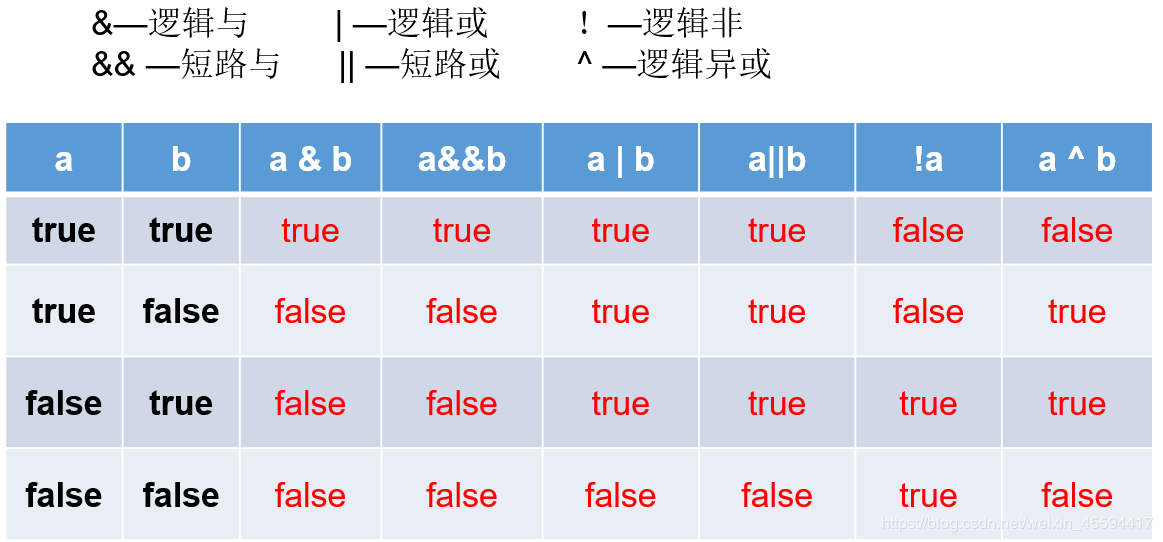 &—逻辑与 | —逻辑或 ! —逻辑非
&& —短路与 || —短路或 ^ —逻辑异或
a b a & b a&&b a | b a||b !a a ^ b
true true true true true true false false
true false false false true true false true
false true false false true true true true
false false false false false false true false
https://blog.csdn.net/weixin_45594417